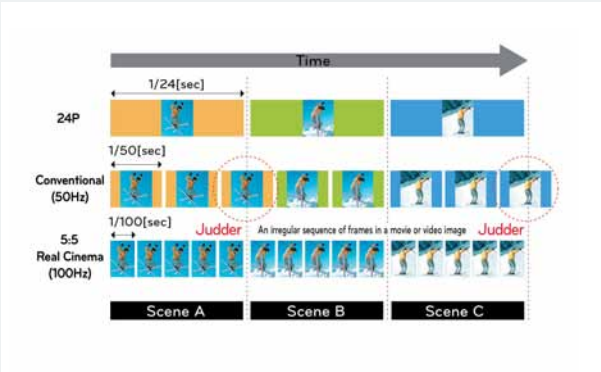 Time
1/24[sec]
24P
1/50[sec]
Conventional
(50Hz)
1/100[sec]
Judder
An irregular sequence of frames in a movie or video image
Judder
5:5
Real Cinema
(100Hz)
Scene A
Scene B
Scene C